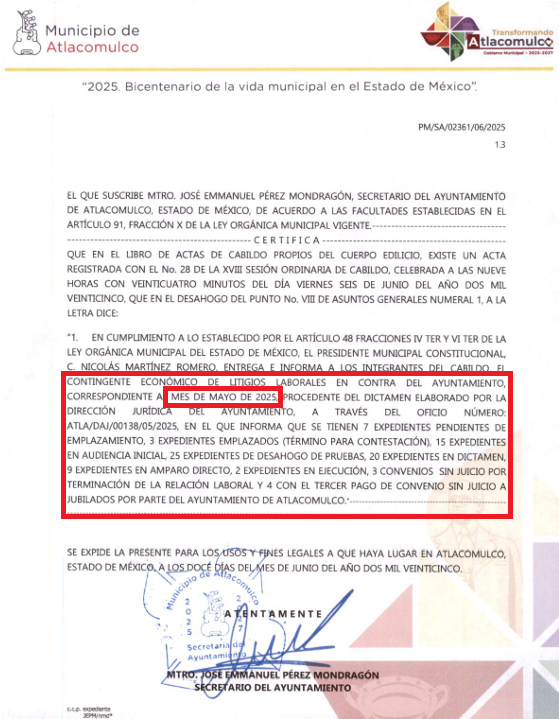 Municipio de
Atlacomulco
Transformando
Atlacomulco
Gobierno Municipal • 2025-2027
"2025. Bicentenario de la vida municipal en el Estado de México".
PM/SA/02361/06/2025
1.3
EL QUE SUSCRIBE MTRO. JOSÉ EMMANUEL PÉREZ MONDRAGÓN, SECRETARIO DEL AYUNTAMIENTO
DE ATLACOMULCO, ESTADO DE MÉXICO, DE ACUERDO A LAS FACULTADES ESTABLECIDAS EN EL
ARTÍCULO 91, FRACCIÓN X DE LA LEY ORGÁNICA MUNICIPAL VIGENTE.-----------------------------------
------------------------------------------------ C E R T I F I C A ------------------------------------------------
QUE EN EL LIBRO DE ACTAS DE CABILDO PROPIOS DEL CUERPO EDILICIO, EXISTE UN ACTA
REGISTRADA CON EL No. 28 DE LA XVIII SESIÓN ORDINARIA DE CABILDO, CELEBRADA A LAS NUEVE
HORAS CON VEINTICUATRO MINUTOS DEL DÍA VIERNES SEIS DE JUNIO DEL AÑO DOS MIL
VEINTICINCO, QUE EN EL DESAHOGO DEL PUNTO No. VIII DE ASUNTOS GENERALES NUMERAL 1, A LA
LETRA DICE:
"1. EN CUMPLIMIENTO A LO ESTABLECIDO POR EL ARTÍCULO 48 FRACCIONES IV TER Y VI TER DE
LA LEY ORGÁNICA MUNICIPAL DEL ESTADO DE MÉXICO, EL PRESIDENTE MUNICIPAL CONSTITUCIONAL,
C. NICOLÁS MARTÍNEZ ROMERO, ENTREGA E INFORMA A LOS INTEGRANTES DEL CABILDO, EL
CONTINGENTE ECONÓMICO DE LITIGIOS LABORALES EN CONTRA DEL AYUNTAMIENTO,
CORRESPONDIENTE A MES DE MAYO DE 2025, PROCEDENTE DEL DICTAMEN ELABORADO POR LA
DIRECCIÓN JURÍDICA DEL AYUNTAMIENTO, A TRAVÉS DEL OFICIO NÚMERO:
ATLA/DAJ/00138/05/2025, EN EL QUE INFORMA QUE SE TIENEN 7 EXPEDIENTES PENDIENTES DE
EMPLAZAMIENTO, 3 EXPEDIENTES EMPLAZADOS (TÉRMINO PARA CONTESTACIÓN), 15 EXPEDIENTES
EN AUDIENCIA INICIAL, 25 EXPEDIENTES DE DESAHOGO DE PRUEBAS, 20 EXPEDIENTES EN DICTAMEN,
9 EXPEDIENTES EN AMPARO DIRECTO, 2 EXPEDIENTES EN EJECUCIÓN, 3 CONVENIOS SIN JUICIO POR
TERMINACIÓN DE LA RELACIÓN LABORAL Y 4 CON EL TERCER PAGO DE CONVENIO SIN JUICIO A
JUBILADOS POR PARTE DEL AYUNTAMIENTO DE ATLACOMULCO."-----------------------------------------
SE EXPIDE LA PRESENTE PARA LOS USOS Y FINES LEGALES A QUE HAYA LUGAR EN ATLACOMULCO,
ESTADO DE MÉXICO, A LOS DOCE DÍAS DEL MES DE JUNIO DEL AÑO DOS MIL VEINTICINCO.
Municipio de Atlacomulco
2025
2027
A T E N T A M E N T E
Secretaría del
Ayuntamiento
MTRO. JOSÉ EMMANUEL PÉREZ MONDRAGÓN
SECRETARIO DEL AYUNTAMIENTO
c.c.p. expediente
JEPM/nmd*